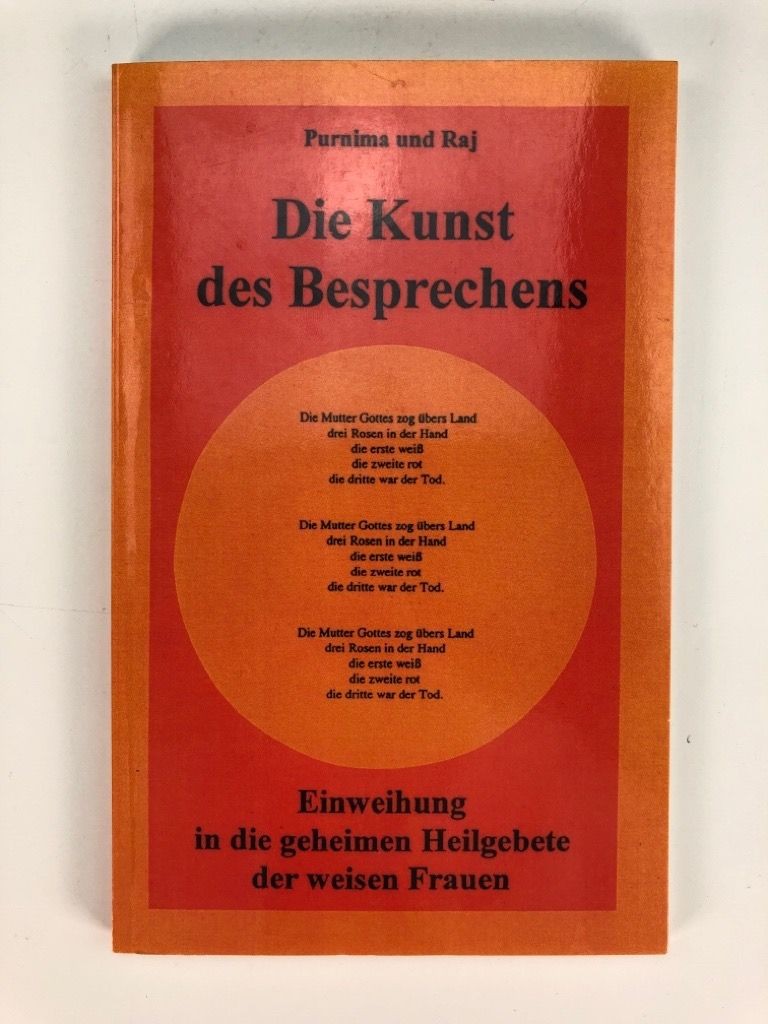 Purnima und Raj
Die Kunst
des Besprechens
Die Mutter Gottes zog übers Land
drei Rosen in der Hand
die erste weiß
die zweite rot
die dritte war der Tod.
Die Mutter Gottes zog übers Land
drei Rosen in der Hand
die erste weiß
die zweite rot
die dritte war der Tod.
Die Mutter Gottes zog übers Land
drei Rosen in der Hand
die erste weiß
die zweite rot
die dritte war der Tod.
Einweihung
in die geheimen Heilgebete
der weisen Frauen